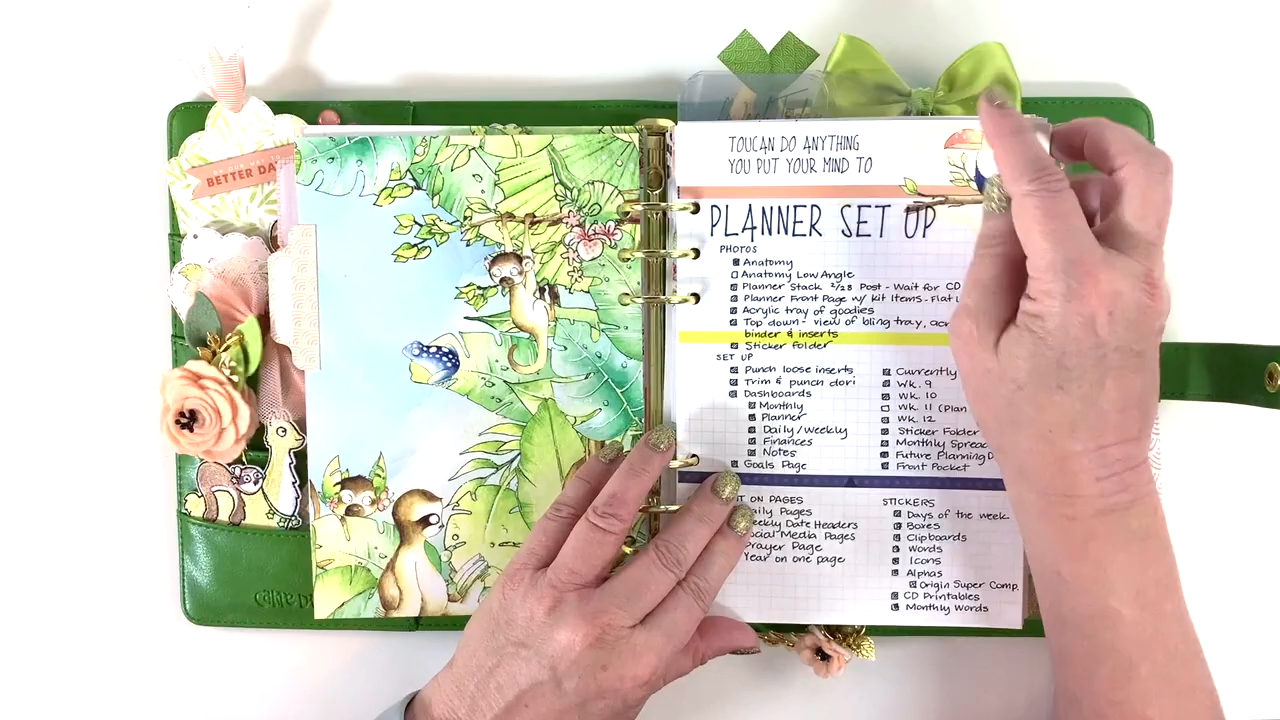 BETTER DA
TOUCAN DO ANYTHING
YOU PUT YOUR MIND TO
PLANNER SET UP
PHOTOS
Anatomy
Anatomy Low Angle
Planner Stack 2/28 Post - Wait for CD
Planner Front Page w/ Kit Items - Flat L
Acrylic tray of goodies
Top down - view of bling tray, acr
binder & inserts
Sticker Folder
SET UP
Punch loose inserts
Trim & punch dori
Dashboards
Monthly
Planner
Daily/Weekly
Finances
Notes
Goals Page
Currently
Wk. 9
Wk. 10
Wk. 11 (Plan
Wk. 12
Sticker Folder
Monthly Spreac
Future Planning D
Front Pocket
T ON PAGES
aily Pages
eekly Date Headers
ocial Media Pages
rayer Page
Year on one page
STICKERS
Days of the week
Boxes
Clipboards
Words
Icons
Alphas
Origin Super Comp.
CD Printables
Monthly Words